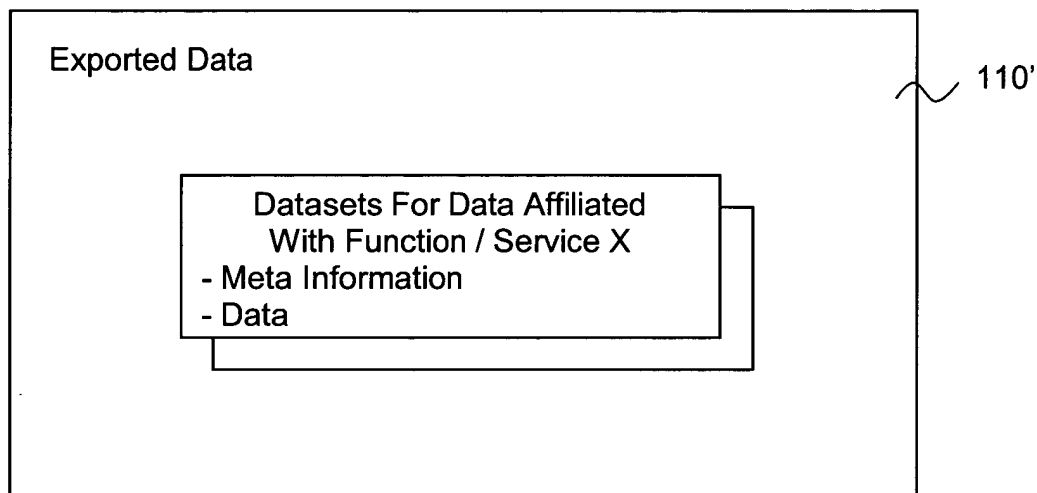 Exported Data
110'
Datasets For Data Affiliated
With Function / Service X
- Meta Information
- Data